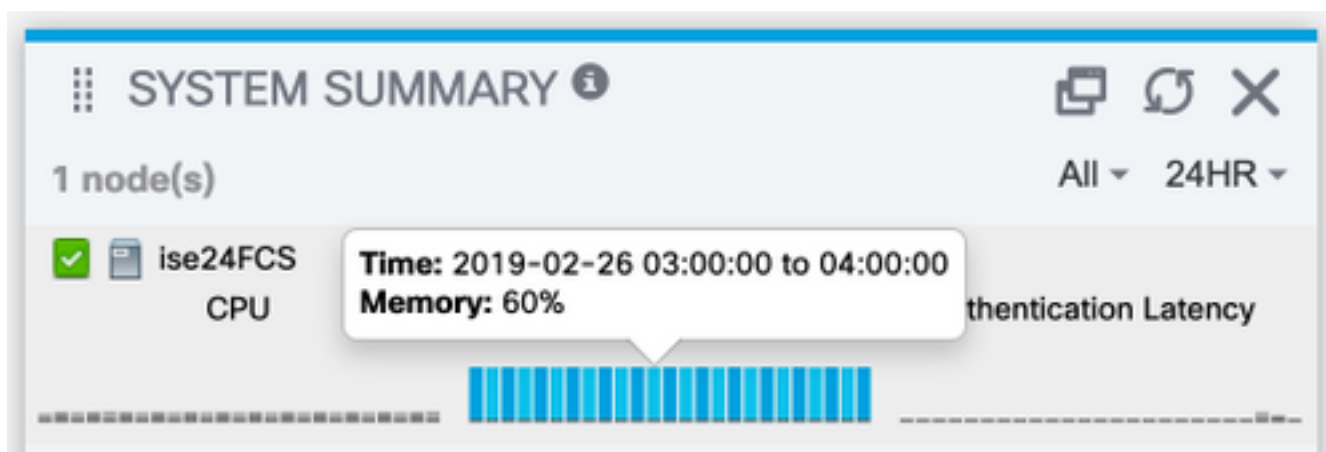 SYSTEM SUMMARY
1 node(s)
All 24HR
ise24FCS
Time: 2019-02-26 03:00:00 to 04:00:00
Memory: 60%
CPU
thentication Latency